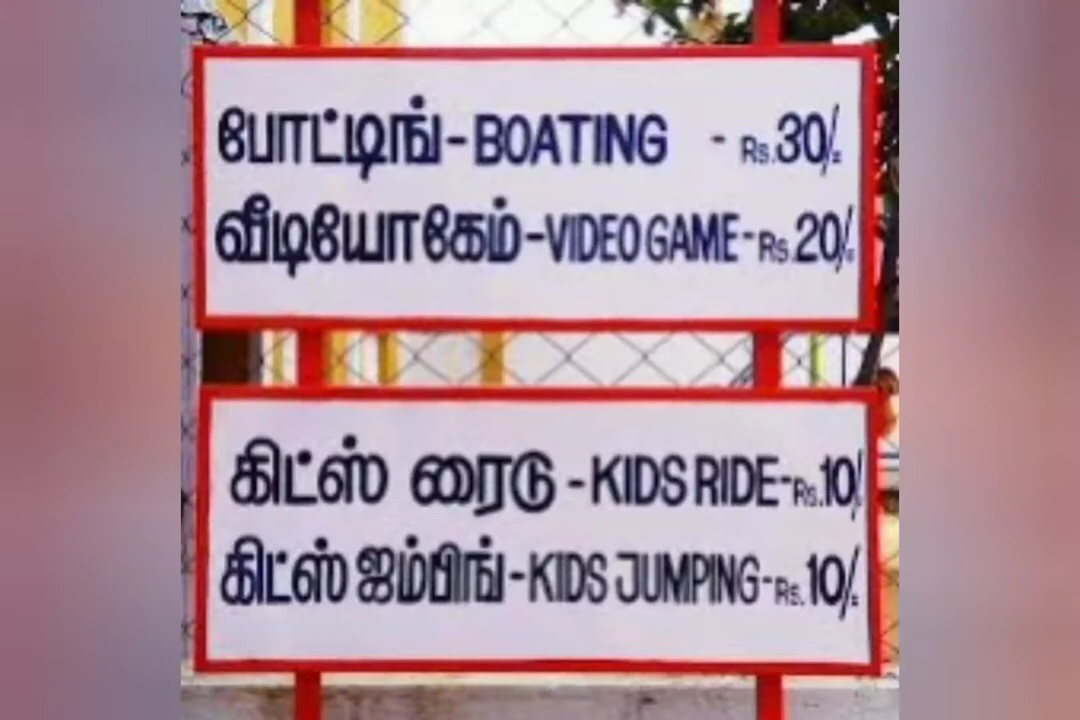 போட்டிங் - BOATING - Rs.30/=
வீடியோகேம் - VIDEO GAME - Rs.20/=
கிட்ஸ் ரைடு - KIDS RIDE - Rs.10/
கிட்ஸ் ஜம்பிங் - KIDS JUMPING - Rs.10/=